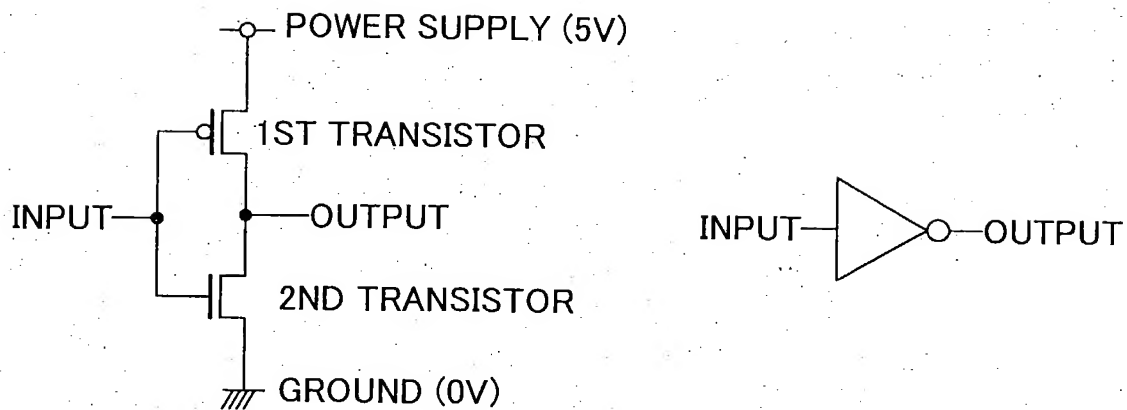 POWER SUPPLY (5V)
1ST TRANSISTOR
INPUT
OUTPUT
INPUT
OUTPUT
2ND TRANSISTOR
GROUND (0V)